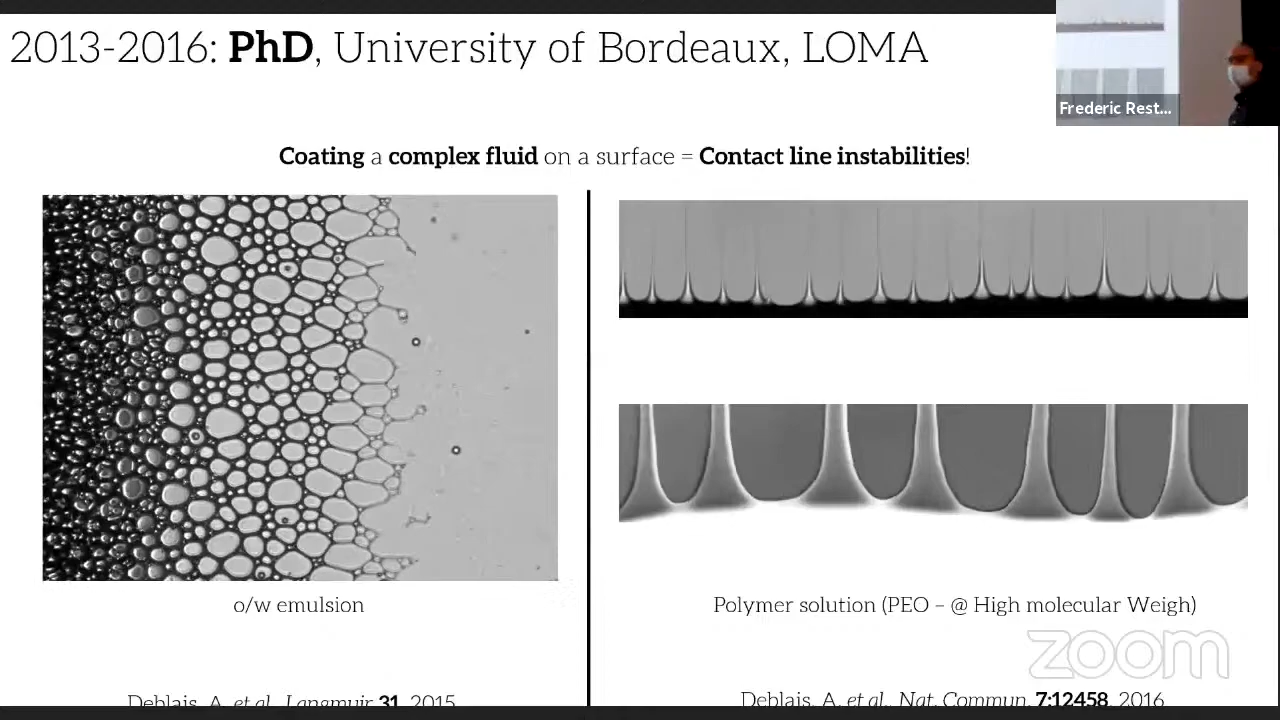 2013-2016: PhD, University of Bordeaux, LOMA
Frederic Rest...
Coating a complex fluid on a surface = Contact line instabilities!
o/w emulsion
Polymer solution (PEO – @ High molecular Weigh)
zoom
Deblais, A. et al., Langmuir 31, 2015
Deblais, A. et al., Nat. Commun. 7:12458, 2016